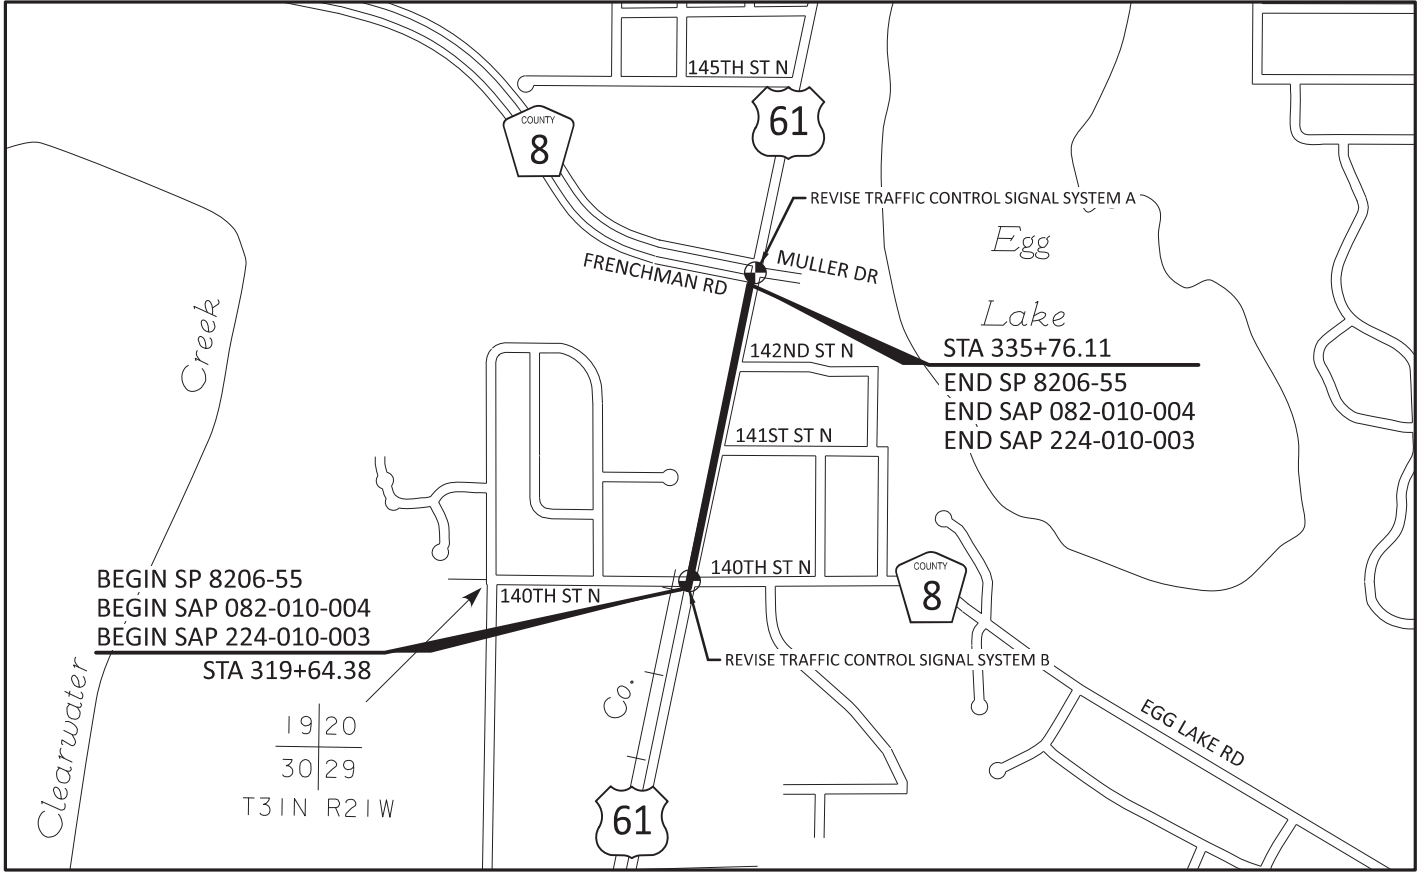 145TH ST N
61
COUNTY
8
REVISE TRAFFIC CONTROL SIGNAL SYSTEM A
Egg
Lake
MULLER DR
FRENCHMAN RD
Creek
142ND ST N
STA 335+76.11
END SP 8206-55
END SAP 082-010-004
END SAP 224-010-003
141ST ST N
140TH ST N
COUNTY
8
BEGIN SP 8206-55
BEGIN SAP 082-010-004
BEGIN SAP 224-010-003
STA 319+64.38
140TH ST N
REVISE TRAFFIC CONTROL SIGNAL SYSTEM B
Clearwater
Co.
19 20
30 29
T31N R21W
EGG LAKE RD
61